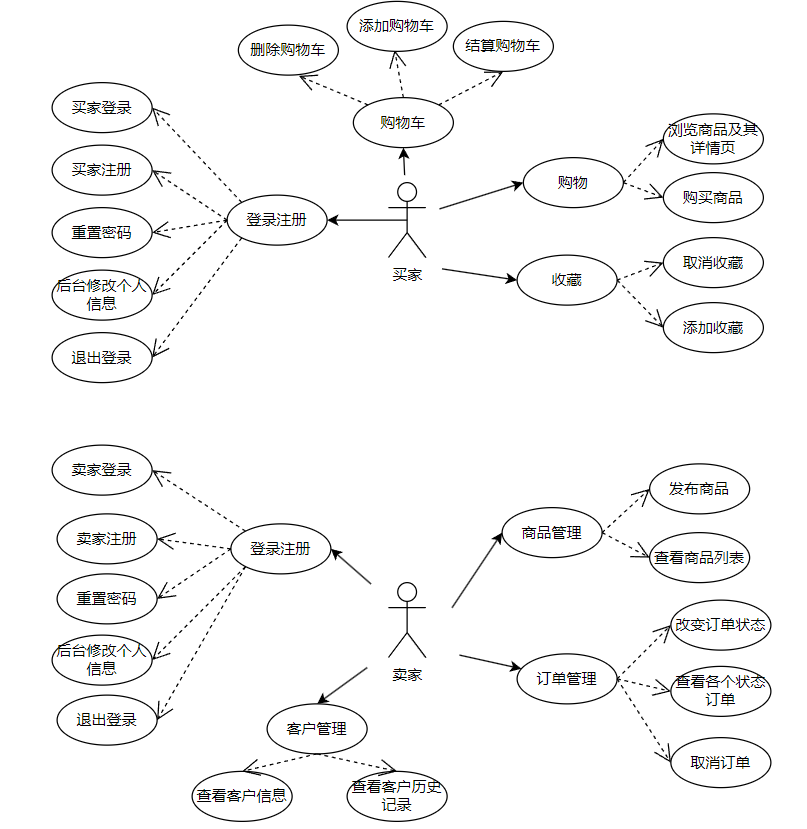 添加购物车
删除购物车
结算购物车
购物车
买家登录
买家注册
重置密码
后台修改个人
信息
退出登录
登录注册
买家
购物
浏览商品及其
详情页
购买商品
收藏
取消收藏
添加收藏
卖家登录
卖家注册
重置密码
后台修改个人
信息
退出登录
登录注册
卖家
商品管理
发布商品
查看商品列表
订单管理
改变订单状态
查看各个状态
订单
取消订单
客户管理
查看客户信息
查看客户历史
记录